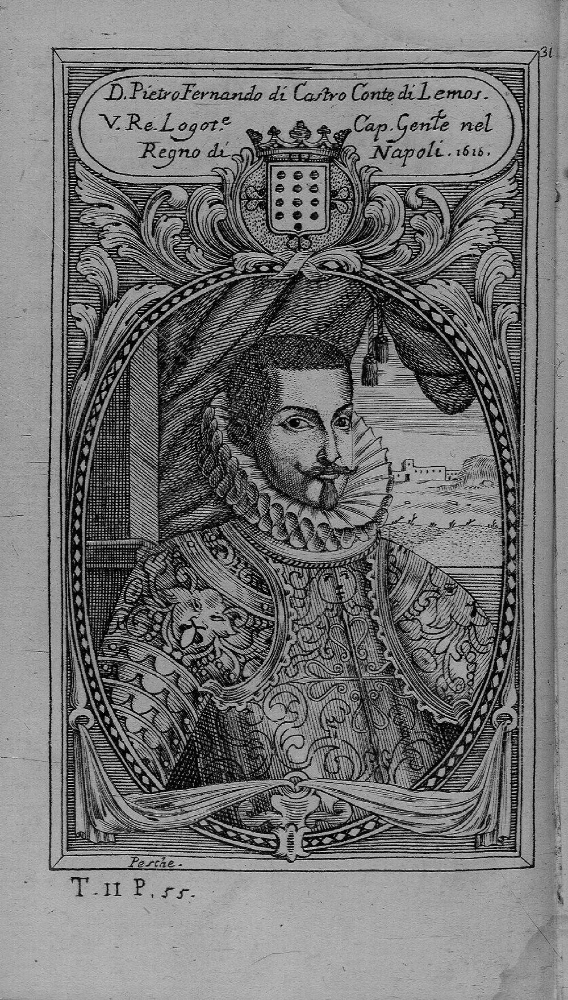 31
D. Pietro Fernando di Castro Conte di Lemos.
V. Re. Logot.e Cap. Genle nel
Regno di Napoli. 1616.
Pesche.
T. II P. 55.